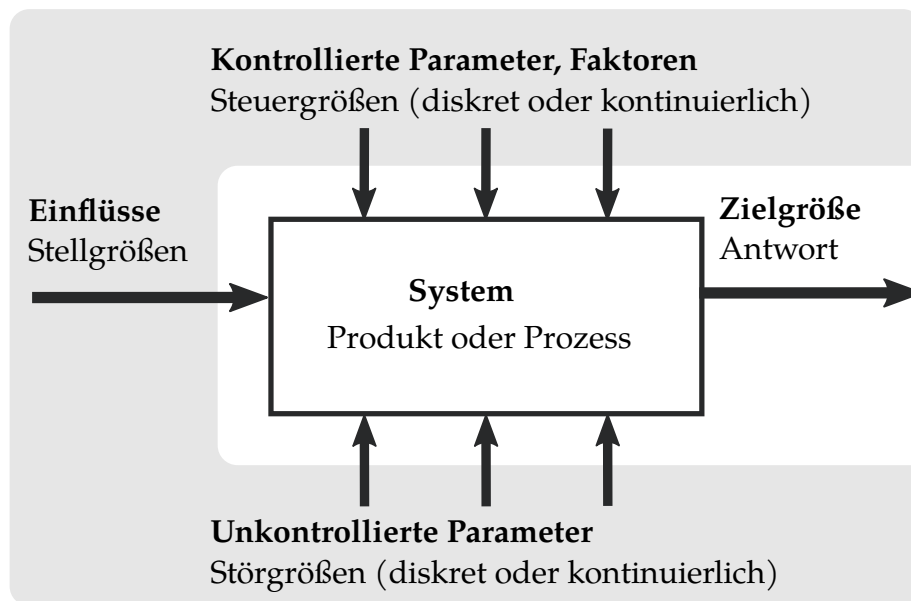 Kontrollierte Parameter, Faktoren
Steuergrößen (diskret oder kontinuierlich)
Einflüsse
Stellgrößen
Zielgröße
Antwort
System
Produkt oder Prozess
Unkontrollierte Parameter
Störgrößen (diskret oder kontinuierlich)